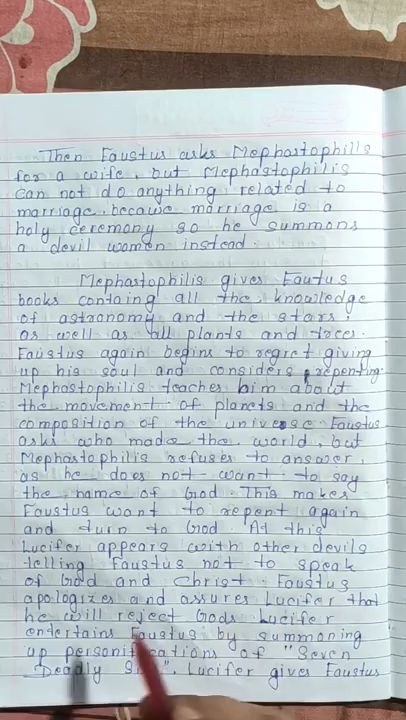 Then Faustus asks Mephastophills
for a wife, but Mephastophilis
can not do anything related to
marriage because marriage is a
holy ceremony so he summons
a devil women instead.
Mephastophilis gives Fautus
books containg all the knowledge
of astronomy and the stars.
as well as all plants and trees.
Faustus again begins to regret giving
up his soul and considers repenting.
Mephastophilis teaches him about
the movement of planets and the
composition of the universe. Faustus
asks who made the world, but
Mephastophilis refuses to answer,
as he does not want to say
the name of God. This makes
Faustus want to repent again
and turn to God. At this
Lucifer appears with other devils
telling Faustus not to speak
of God and Christ. Faustus
apologizes and assures Lucifer that
he will reject Gods. Lucifer
entertains Faustus by summoning
up personifications of "Seven
Deadly". Lucifer gives Faustus